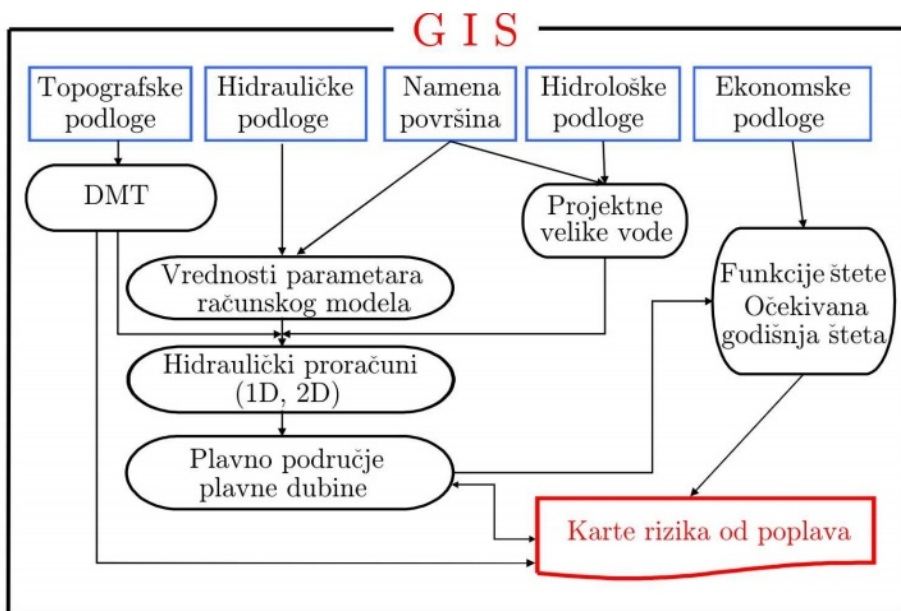 G I S
Topografske
podloge
Hidrauličke
podloge
Namena
površina
Hidrološke
podloge
Ekonomske
podloge
DMT
Projektne
velike vode
Vrednosti parametara
računskog modela
Funkcije štete
Očekivana
godišnja šteta
Hidraulički proračuni
(1D, 2D)
Plavno područje
plavne dubine
Karte rizika od poplava